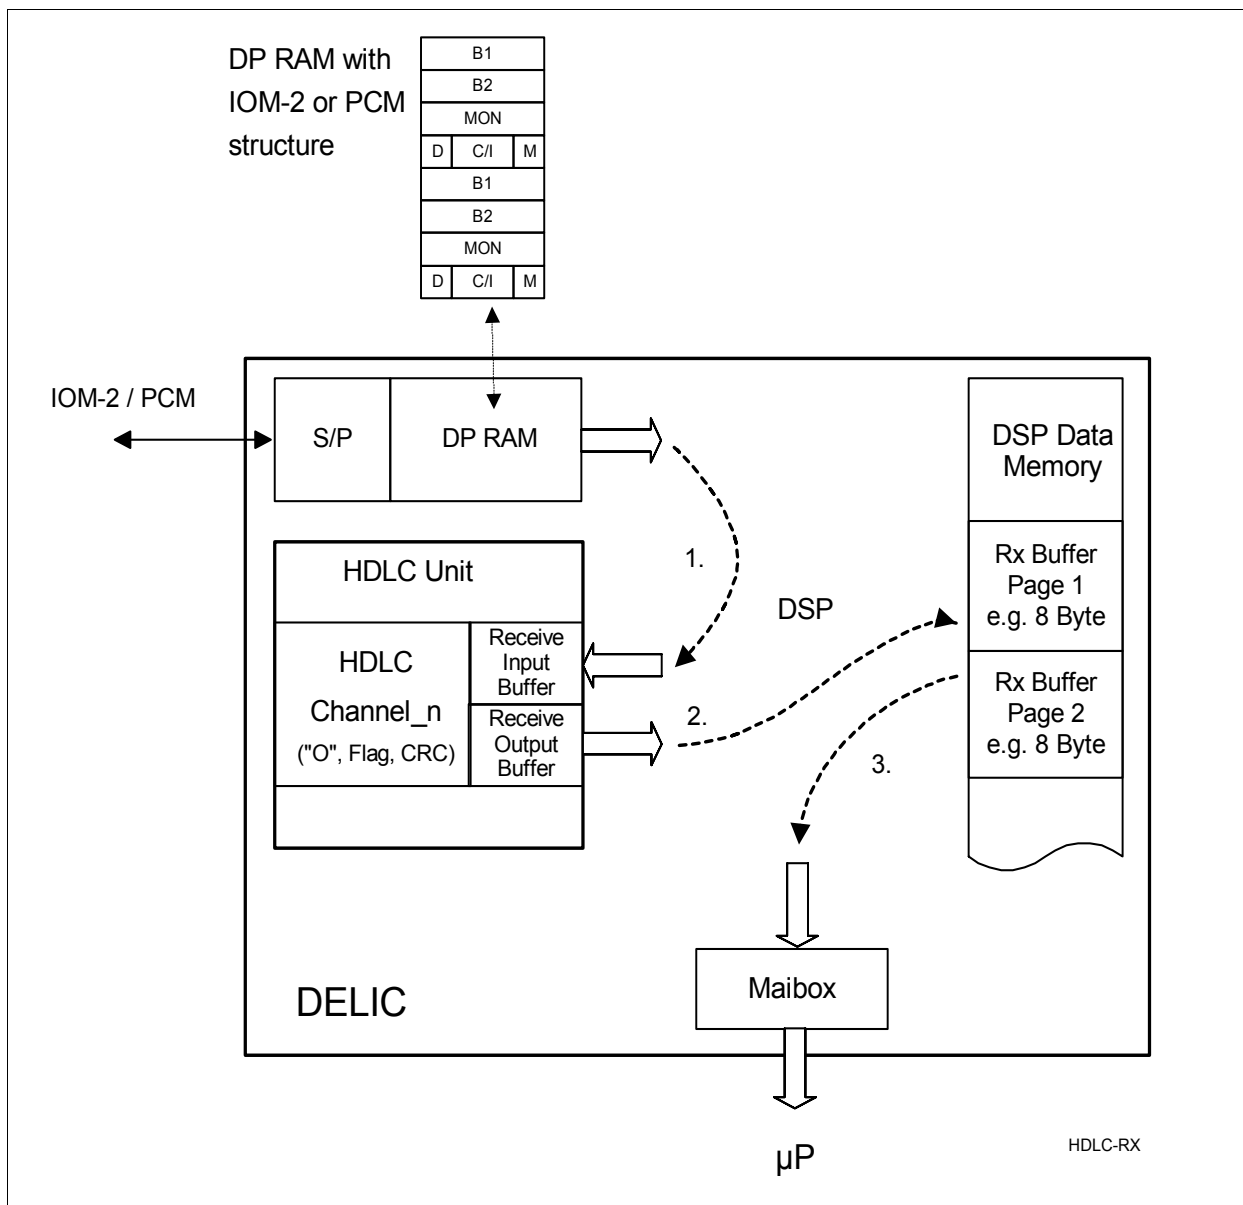 DP RAM with
IOM-2 or PCM
structure
B1
B2
MON
D C/I M
B1
B2
MON
D C/I M
IOM-2 / PCM
S/P
DP RAM
DSP Data
Memory
Rx Buffer
Page 1
e.g. 8 Byte
Rx Buffer
Page 2
e.g. 8 Byte
HDLC Unit
HDLC
Channel_n
("O", Flag, CRC)
Receive
Input
Buffer
Receive
Output
Buffer
1.
DSP
2.
3.
Maibox
DELIC
µP
HDLC-RX